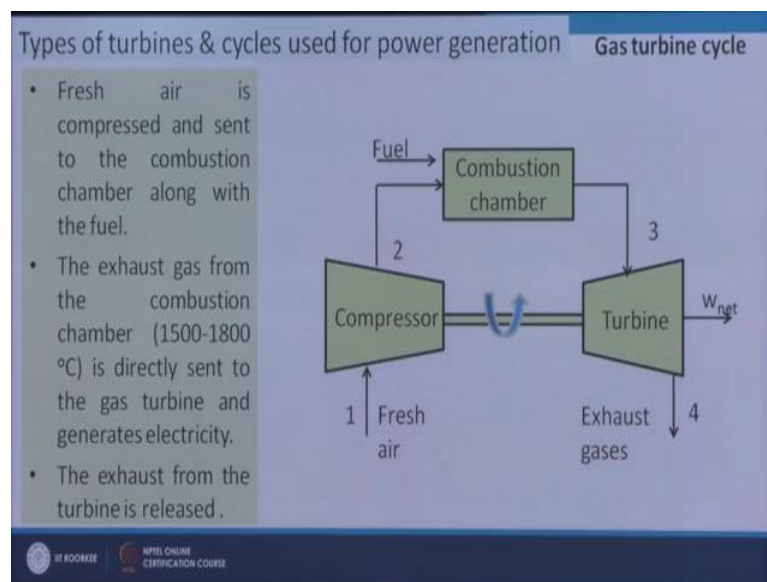 Types of turbines & cycles used for power generation
Gas turbine cycle
• Fresh air is
compressed and sent
to the combustion
chamber along with
the fuel.
• The exhaust gas from
the combustion
chamber (1500-1800
°C) is directly sent to
the gas turbine and
generates electricity.
• The exhaust from the
turbine is released .
Fuel
Combustion
chamber
2
3
Compressor
Turbine
Wnet
1
Fresh
air
Exhaust
gases
4
IIT ROORKEE
NPTEL ONLINE
CERTIFICATION COURSE